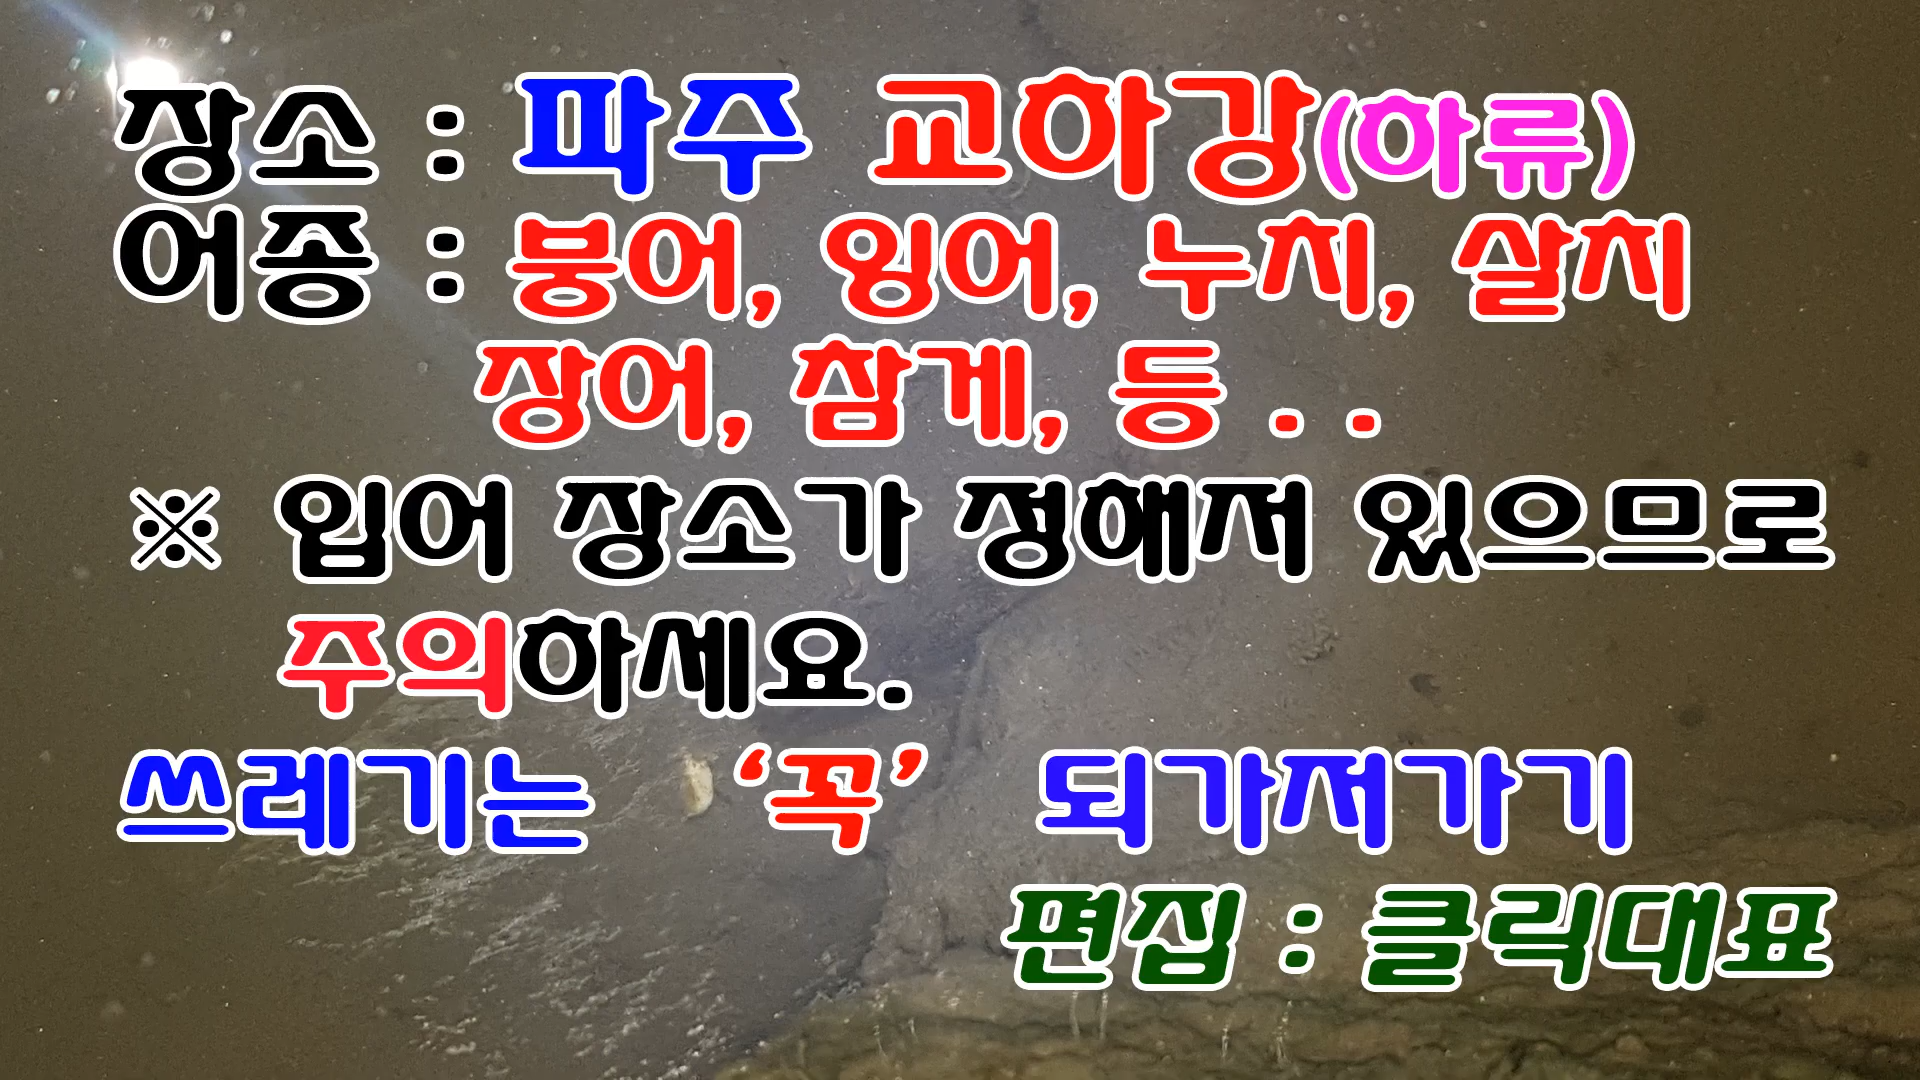 장소 : 파주 교하강(하류)
어종 : 붕어, 잉어, 누치, 살치
장어, 참게, 등 . .
※ 입어 장소가 정해저 있으므로
주의하세요.
쓰레기는 ‘꼭’ 되가저가기
편집 : 클릭대표